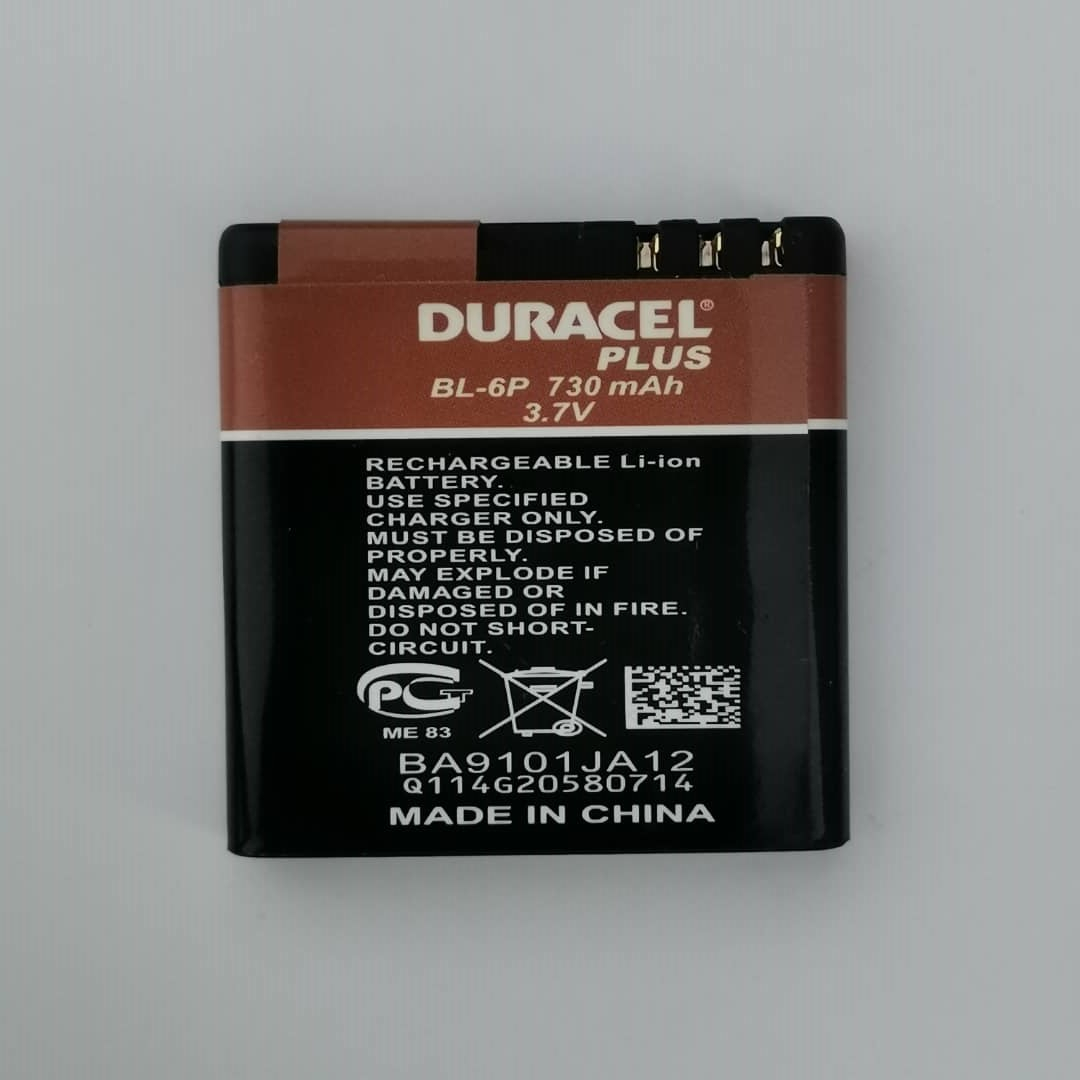 DURACEL®
PLUS
BL-6P 730 mAh
3.7V
RECHARGEABLE Li-ion
BATTERY.
USE SPECIFIED
CHARGER ONLY.
MUST BE DISPOSED OF
PROPERLY.
MAY EXPLODE IF
DAMAGED OR
DISPOSED OF IN FIRE.
DO NOT SHORT-
CIRCUIT.
РСТ
ME 83
BA9101JA12
Q114G20580714
MADE IN CHINA